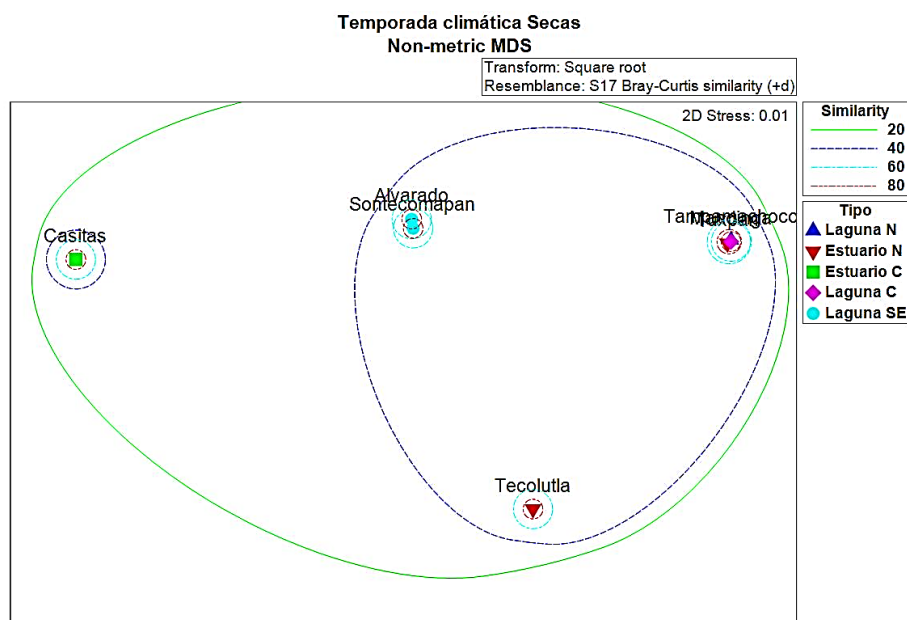 Temporada climática Secas
Non-metric MDS
Transform: Square root
Resemblance: S17 Bray-Curtis similarity (+d)
2D Stress: 0.01
Similarity
20
40
60
80
Tipo
Laguna N
Estuario N
Estuario C
Laguna C
Laguna SE
Alvarado
Sontecomapan
Tampamachoco
Casitas
Tecolutla